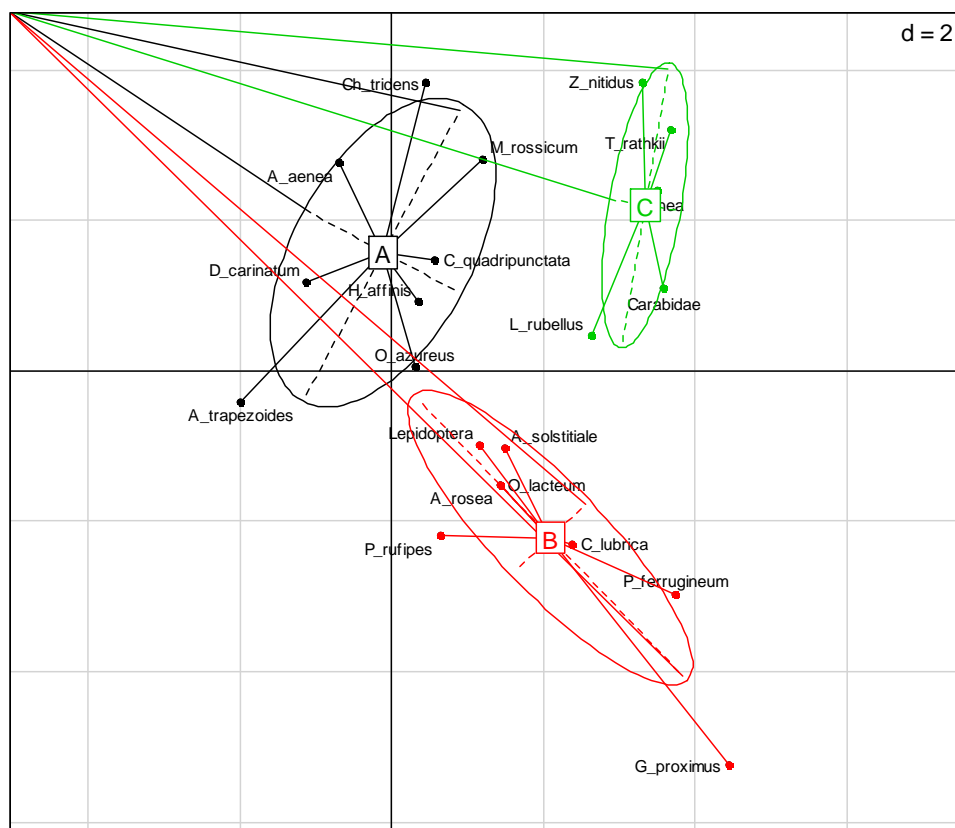 d = 2
Ch_tridens
Z_nitidus
T_rathkii
M_rossicum
A_aenea
C
A
C_quadripunctata
D_carinatum
H_affinis
Carabidae
L_rubellus
O_azureus
A_trapezoides
Lepidoptera
A_solstitiale
O_lacteum
A_rosea
B
C_lubrica
P_rufipes
P_ferrugineum
G_proximus